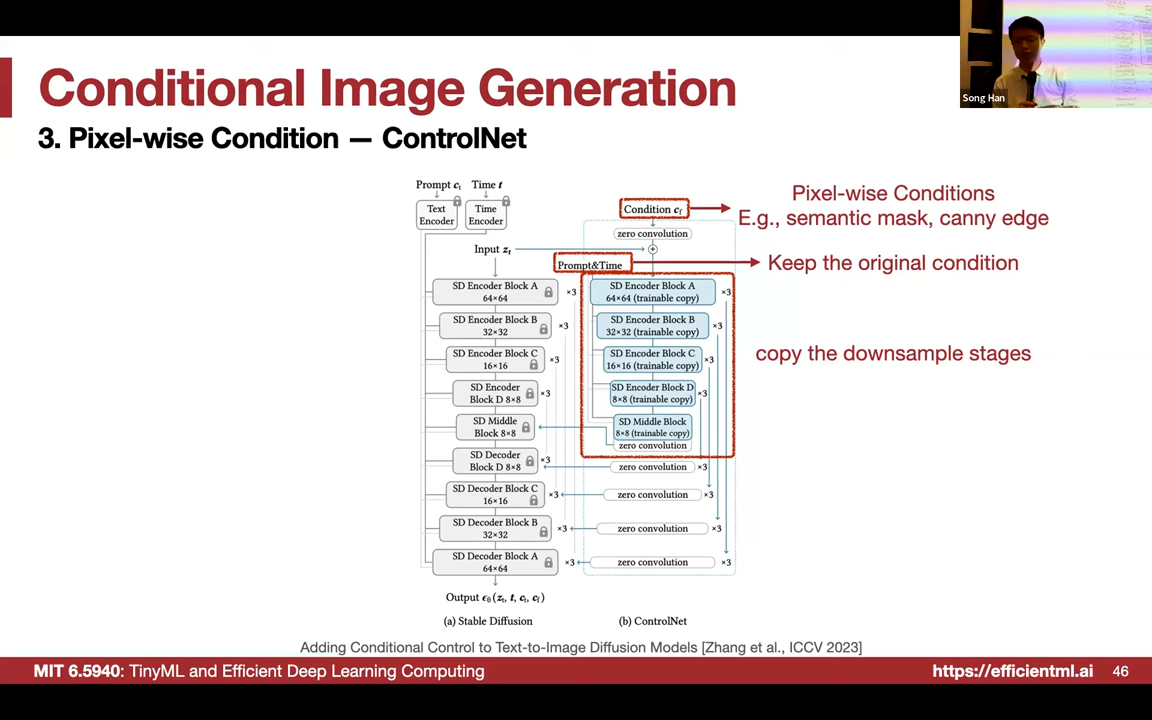 Conditional Image Generation
3. Pixel-wise Condition — ControlNet
Song Han
Prompt cₜ Time t
Text
Encoder
Time
Encoder
Input zₜ
SD Encoder Block A
64×64
×3
SD Encoder Block B
32×32
×3
SD Encoder Block C
16×16
×3
SD Encoder
Block D 8×8
×3
SD Middle
Block 8×8
SD Decoder
Block D 8×8
×3
SD Decoder Block C
16×16
×3
SD Decoder Block B
32×32
×3
SD Decoder Block A
64×64
×3
Output ϵθ(zₜ, t, cₜ, cf)
(a) Stable Diffusion
Condition cf
zero convolution
+
Prompt&Time
SD Encoder Block A
64×64 (trainable copy)
×3
SD Encoder Block B
32×32 (trainable copy)
×3
SD Encoder Block C
16×16 (trainable copy)
×3
SD Encoder Block D
8×8 (trainable copy)
×3
SD Middle Block
8×8 (trainable copy)
zero convolution
zero convolution ×3
zero convolution ×3
zero convolution ×3
zero convolution ×3
(b) ControlNet
Pixel-wise Conditions
E.g., semantic mask, canny edge
Keep the original condition
copy the downsample stages
Adding Conditional Control to Text-to-Image Diffusion Models [Zhang et al., ICCV 2023]
MIT 6.5940: TinyML and Efficient Deep Learning Computing
https://efficientml.ai
46